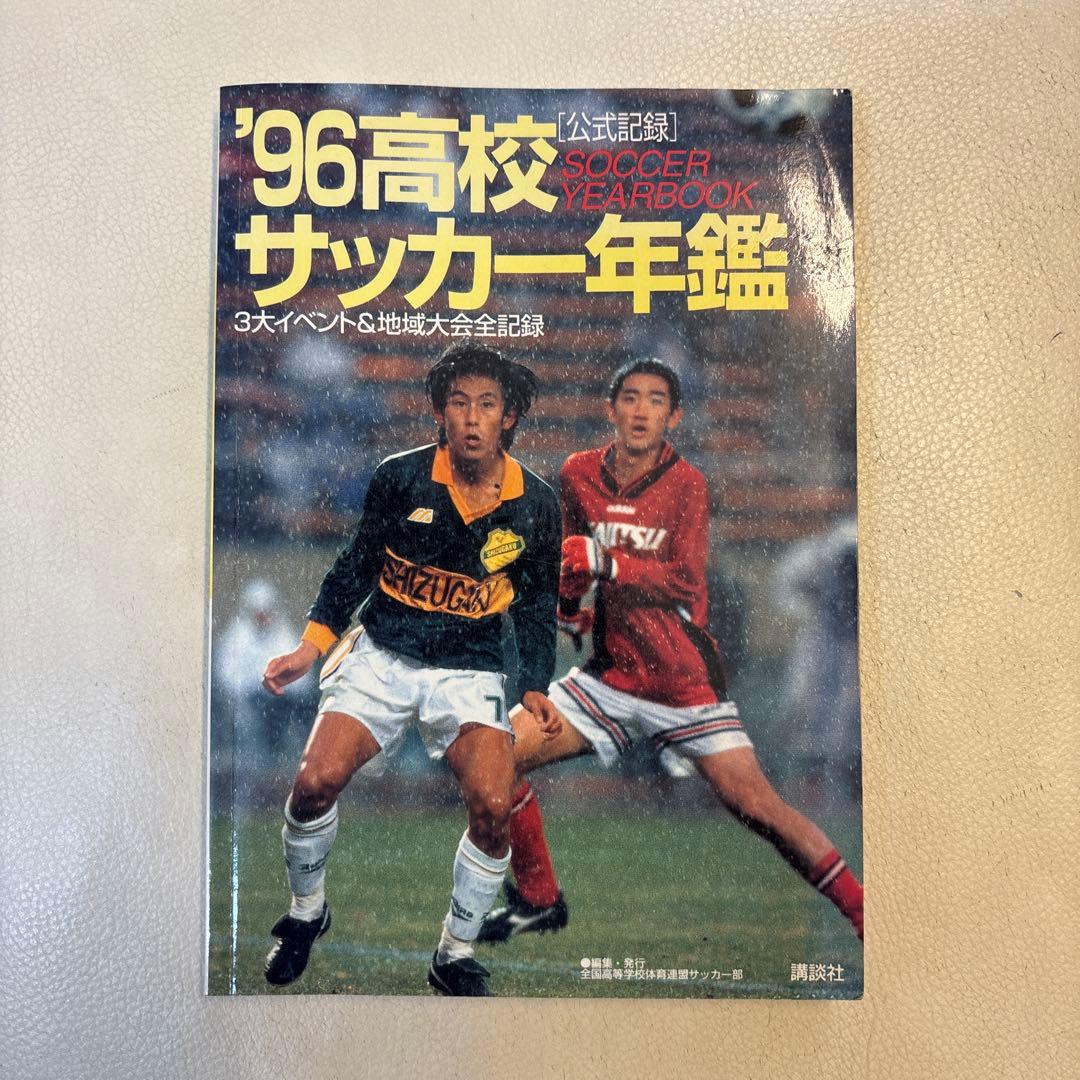 '96高校
[公式記録]
SOCCER
YEARBOOK
サッカー年鑑
3大イベント&地域大会全記録
SHIZUGAKU
adidas
7
●編集・発行
全国高等学校体育連盟サッカー部
講談社